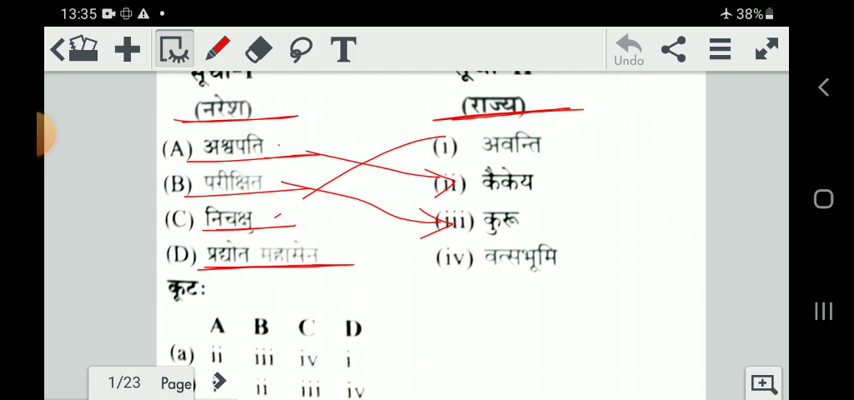 13:35 38%
T Undo
(नरेश) (राज्य)
(A) अश्वपति (i) अवन्ति
(B) परीक्षित (ii) कैकेय
(C) निचक्षु (iii) कुरू
(D) प्रद्योत महासेन (iv) वत्सभूमि
कूटः
A B C D
(a) ii iii iv i
ii iii iv
1/23 Page